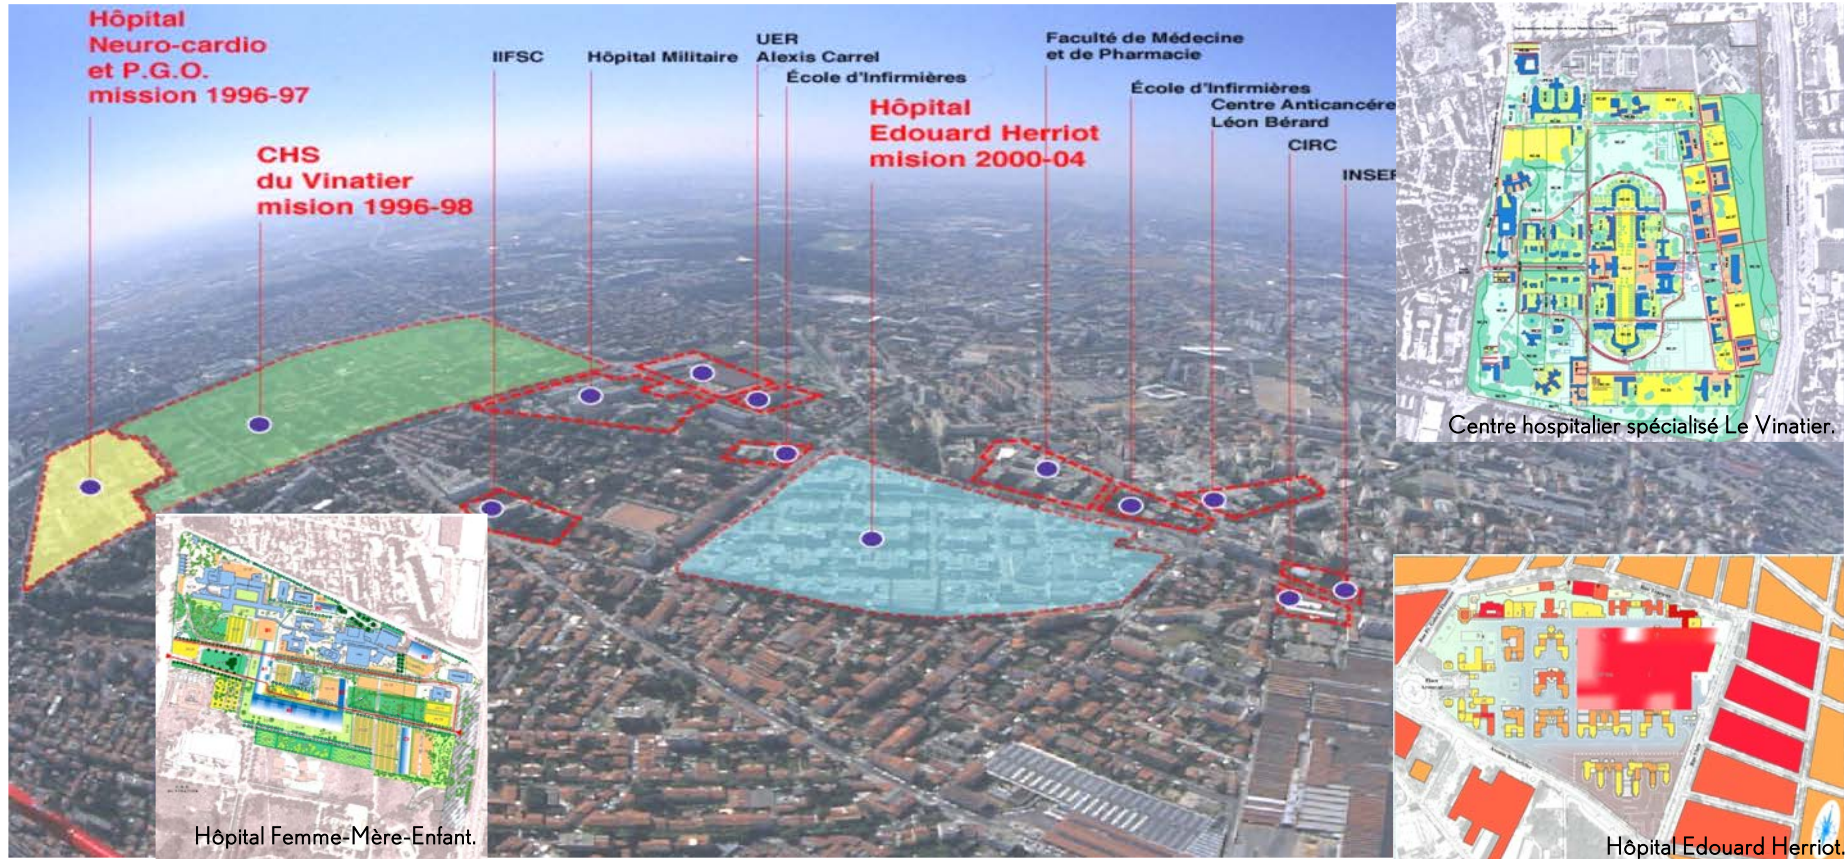 Hôpital
Neuro-cardio
et P.G.O.
mission 1996-97
CHS
du Vinatier
mision 1996-98
IIFSC
Hôpital Militaire
UER
Alexis Carrel
École d'Infirmières
Hôpital
Edouard Herriot
mision 2000-04
Faculté de Médecine
et de Pharmacie
École d'Infirmières
Centre Anticancére
Léon Bérard
CIRC
INSER
Centre hospitalier spécialisé Le Vinatier.
Hôpital Femme-Mère-Enfant.
Hôpital Edouard Herriot.